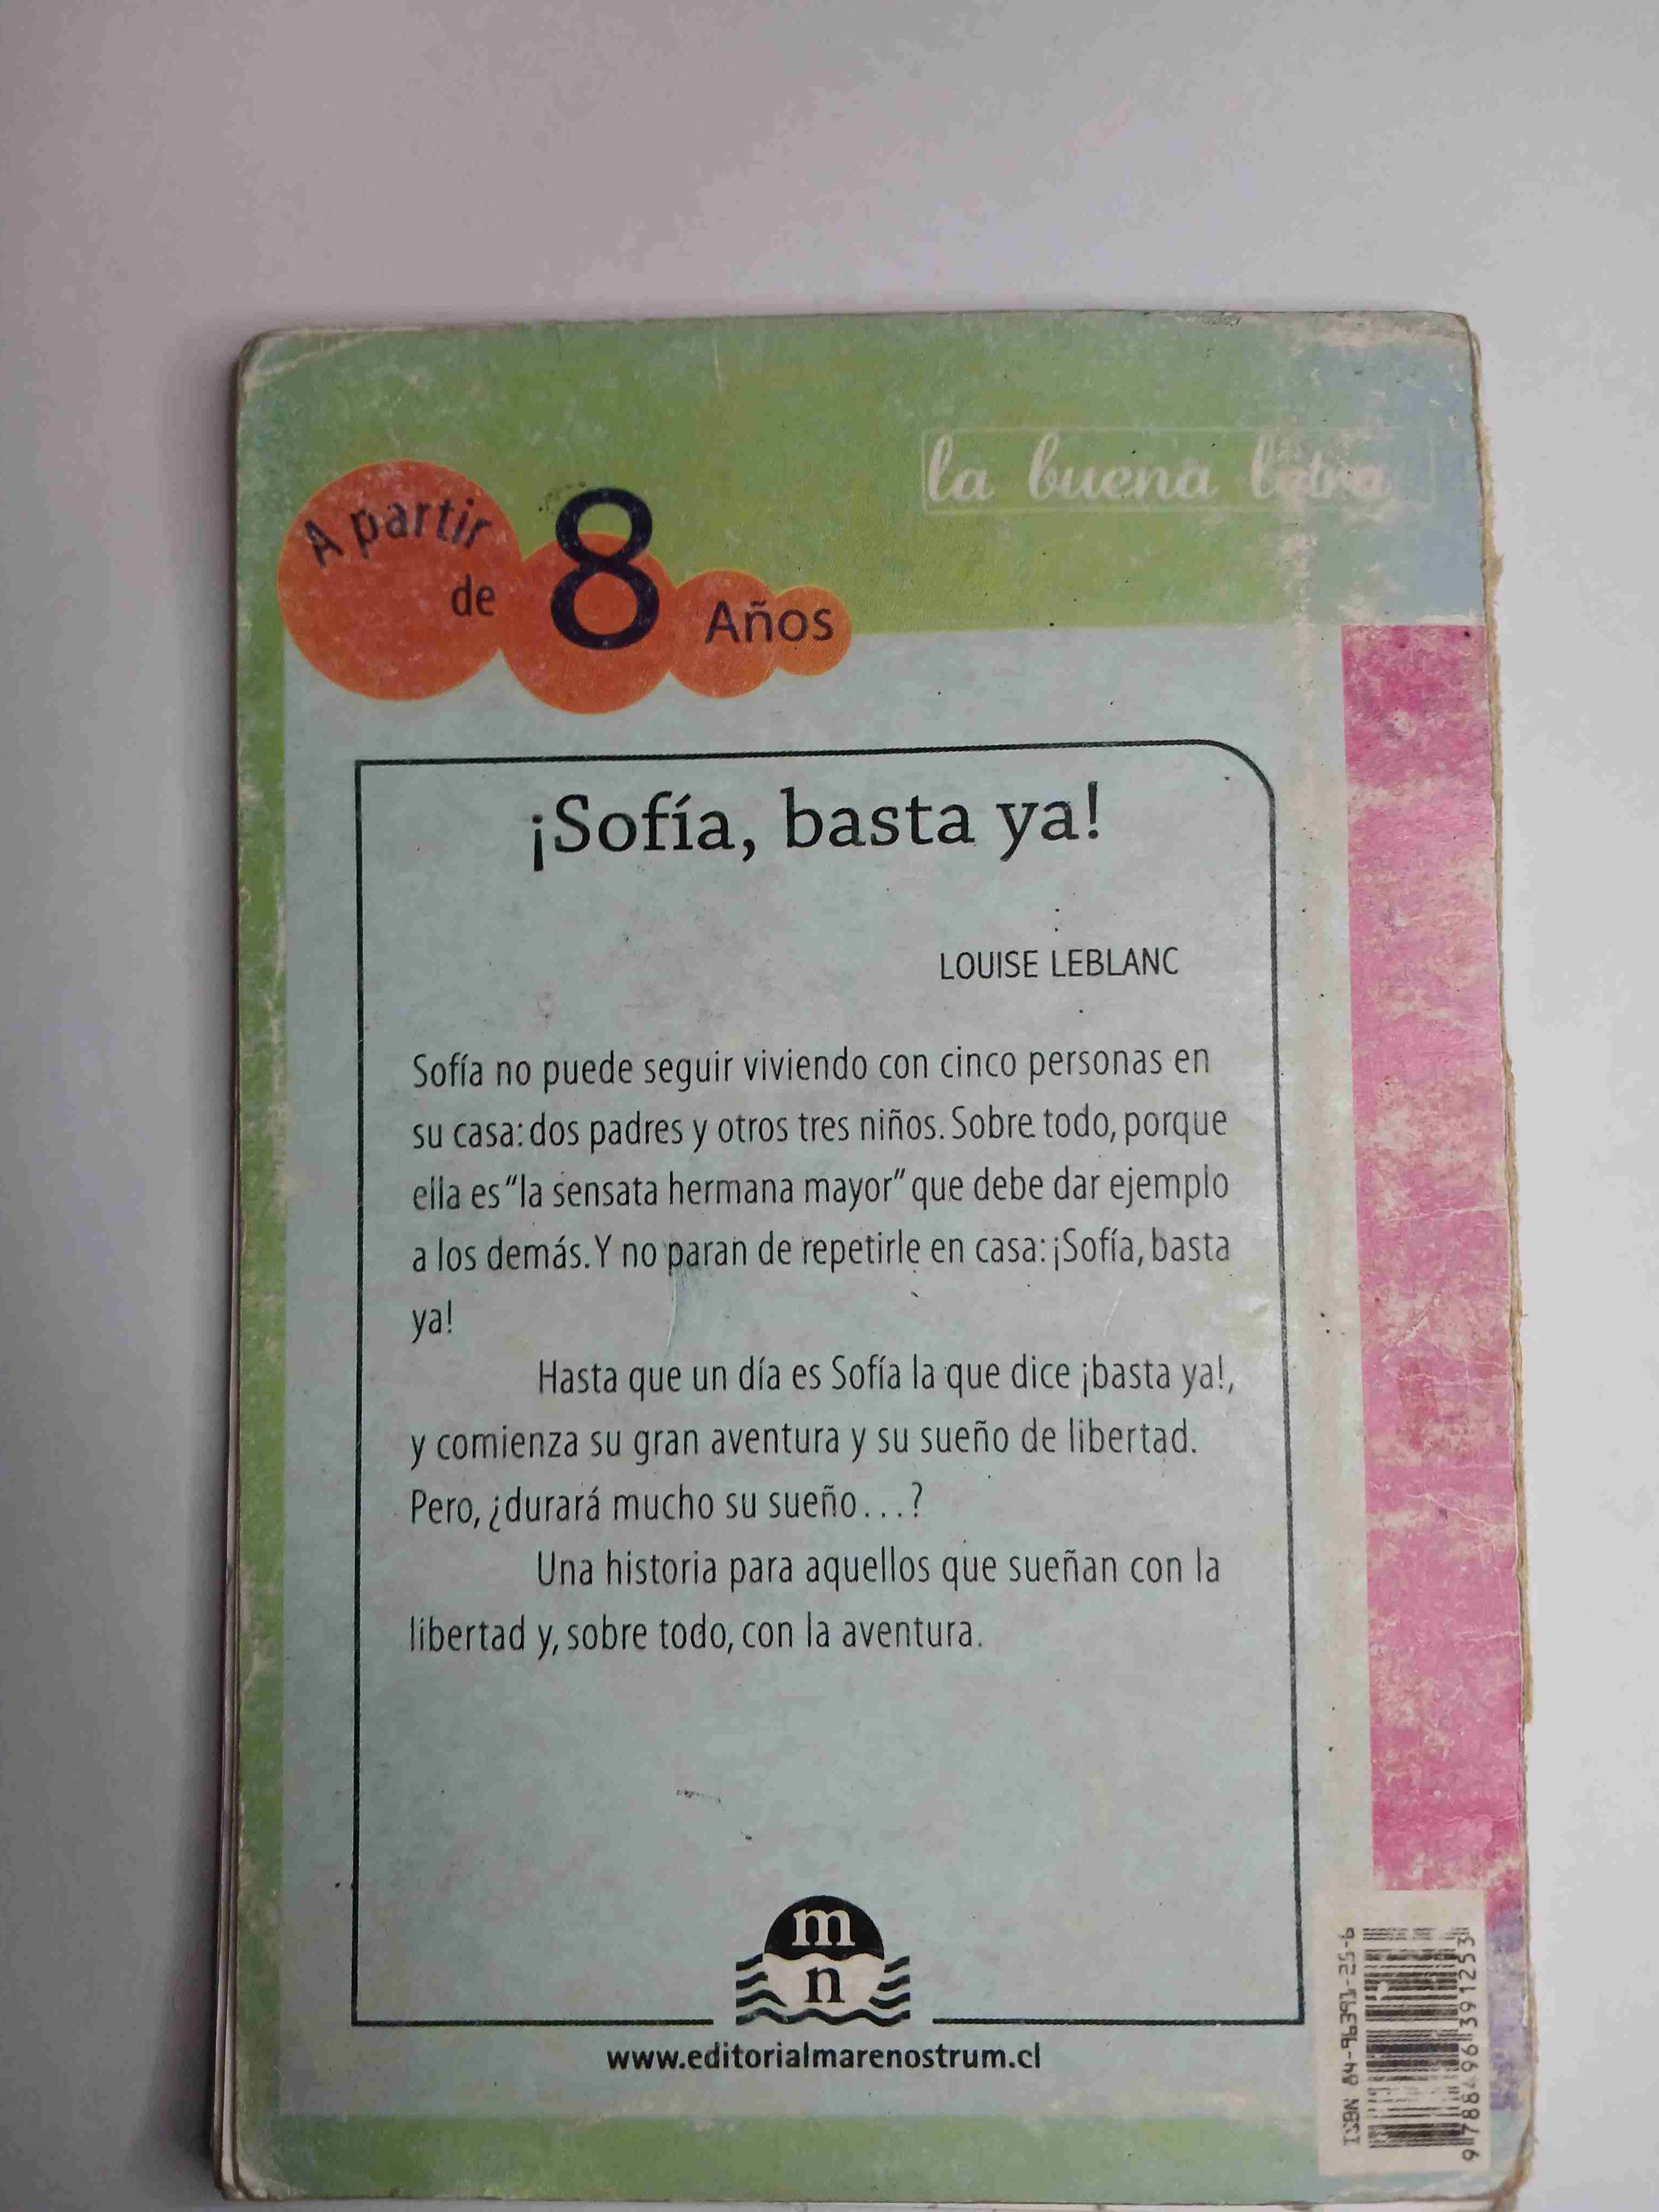 la buena letra
A partir
de 8 Años
¡Sofía, basta ya!
LOUISE LEBLANC
Sofía no puede seguir viviendo con cinco personas en
su casa: dos padres y otros tres niños. Sobre todo, porque
ella es “la sensata hermana mayor” que debe dar ejemplo
a los demás. Y no paran de repetirle en casa: ¡Sofía, basta
ya!
Hasta que un día es Sofía la que dice ¡basta ya!,
y comienza su gran aventura y su sueño de libertad.
Pero, ¿durará mucho su sueño...?
Una historia para aquellos que sueñan con la
libertad y, sobre todo, con la aventura.
m
n
www.editorialmarenostrum.cl
ISBN 84-96391-25-6
9788496391253